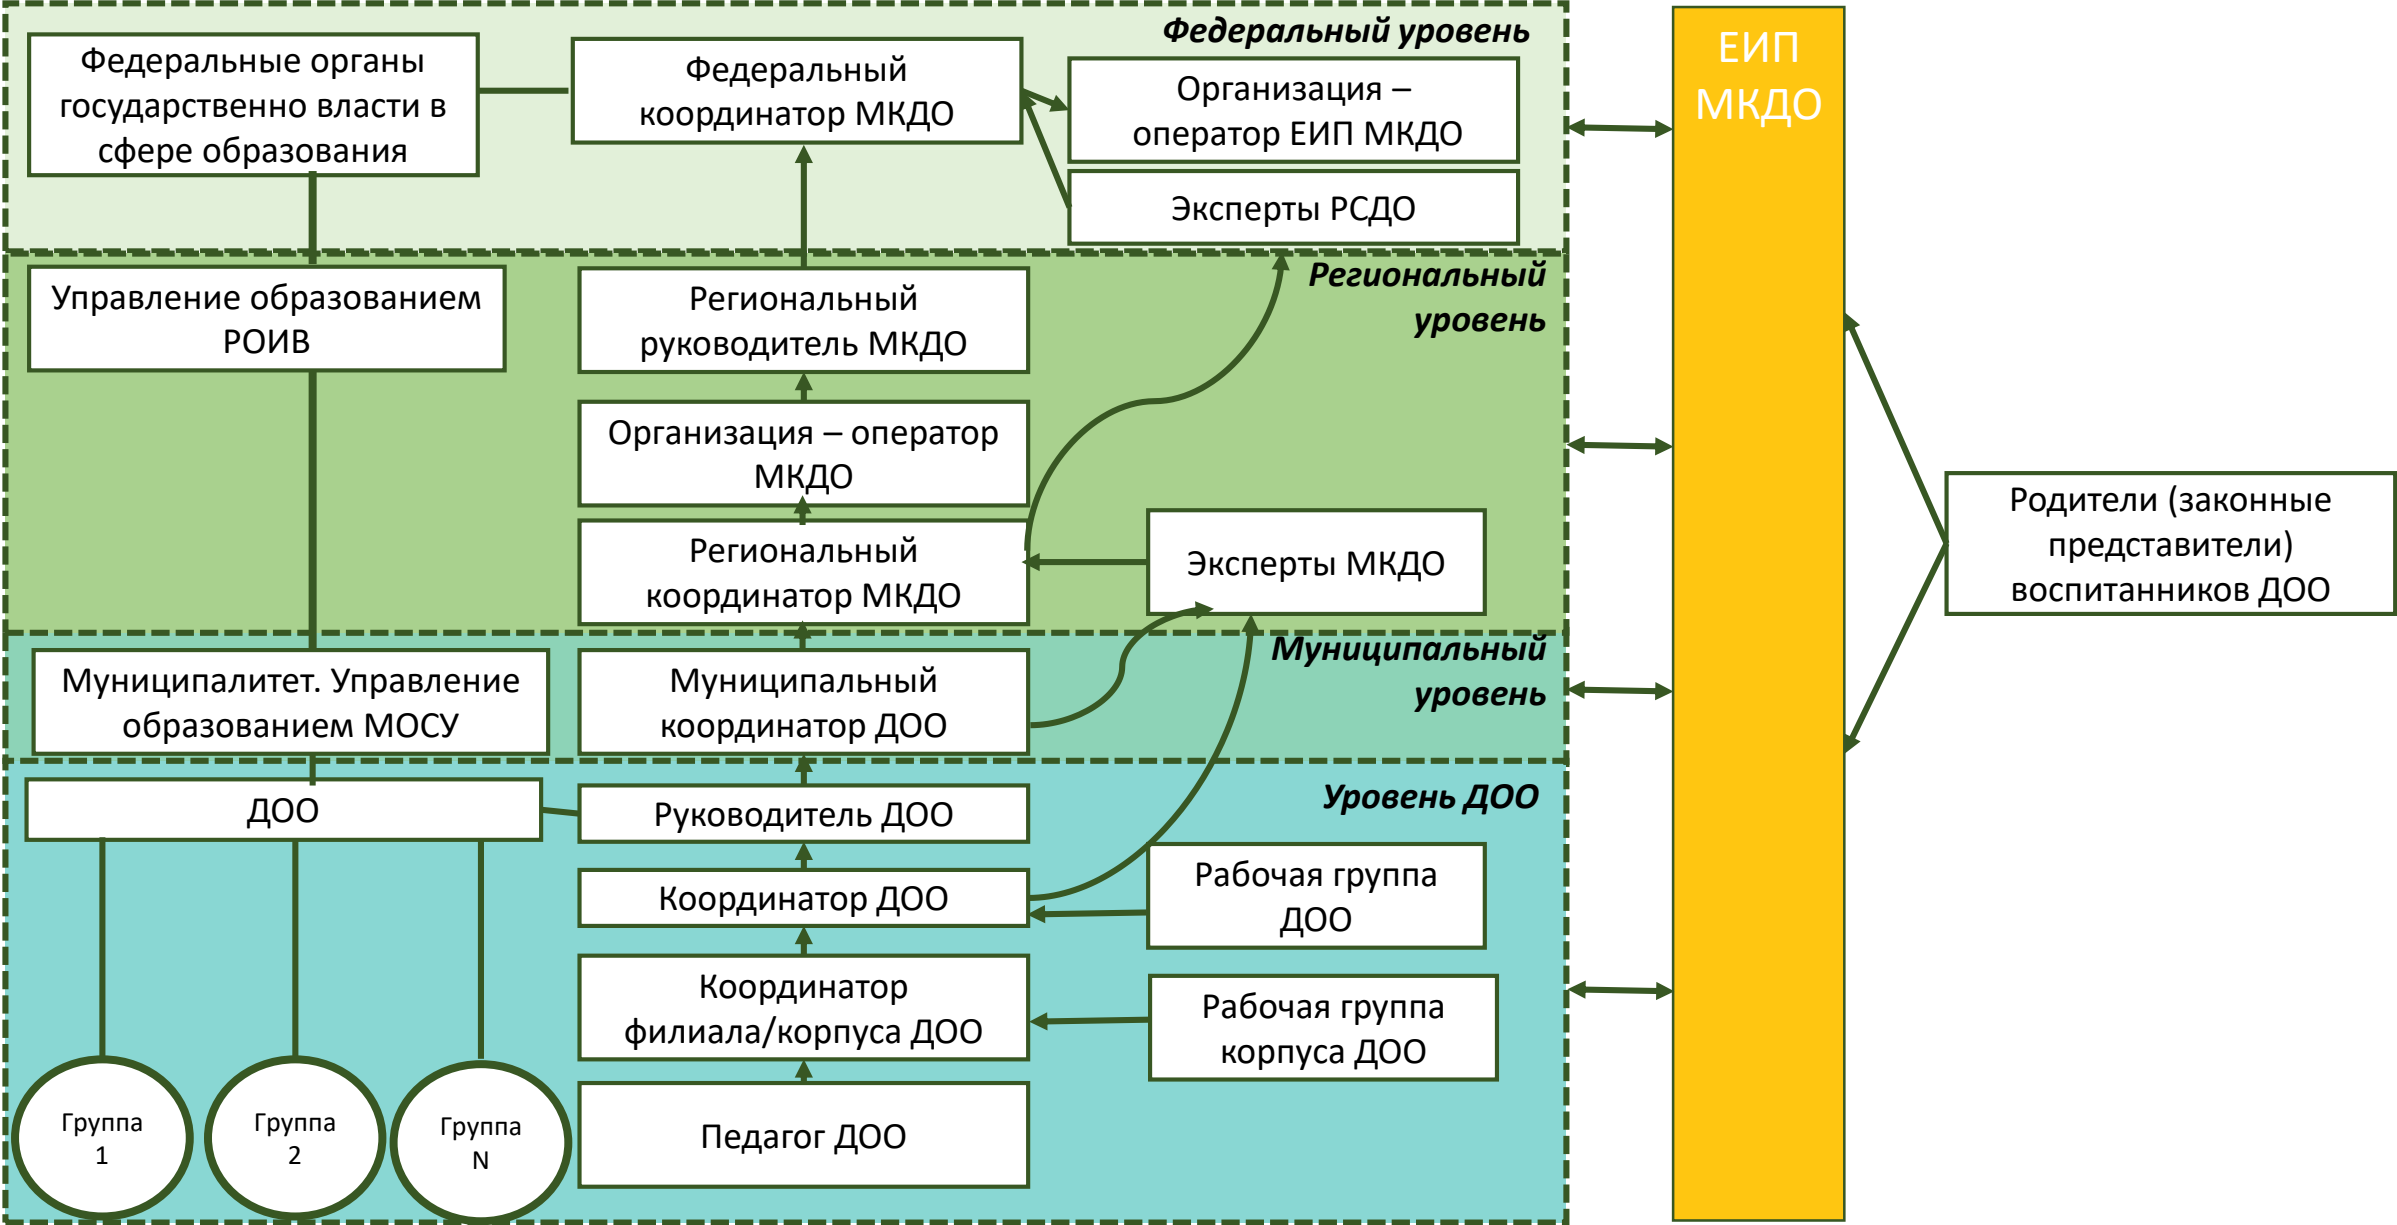 Федеральный уровень
Федеральные органы
государственно власти в
сфере образования
Федеральный
координатор МКДО
Организация –
оператор ЕИП МКДО
Эксперты РСДО
ЕИП
МКДО
Региональный
уровень
Управление образованием
РОИВ
Региональный
руководитель МКДО
Организация – оператор
МКДО
Региональный
координатор МКДО
Эксперты МКДО
Родители (законные
представители)
воспитанников ДОО
Муниципальный
уровень
Муниципалитет. Управление
образованием МОСУ
Муниципальный
координатор ДОО
Уровень ДОО
ДОО
Руководитель ДОО
Координатор ДОО
Рабочая группа
ДОО
Координатор
филиала/корпуса ДОО
Рабочая группа
корпуса ДОО
Группа
1
Группа
2
Группа
N
Педагог ДОО